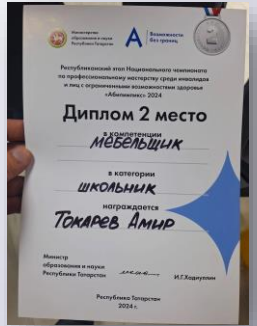 Министерство
образования и науки
Республики Татарстан
Возможности
без границ
2
Республиканский этап Национального чемпионата
по профессиональному мастерству среди инвалидов
и лиц с ограниченными возможностями здоровья
«Абилимпикс» 2024
Диплом 2 место
в компетенции
МЕБЕЛЬЩИК
в категории
ШКОЛЬНИК
награждается
ТОКАРЕВ АМИР
Министр
образования и науки
Республики Татарстан
И.Г.Хадиуллин
Республика Татарстан
2024 г.